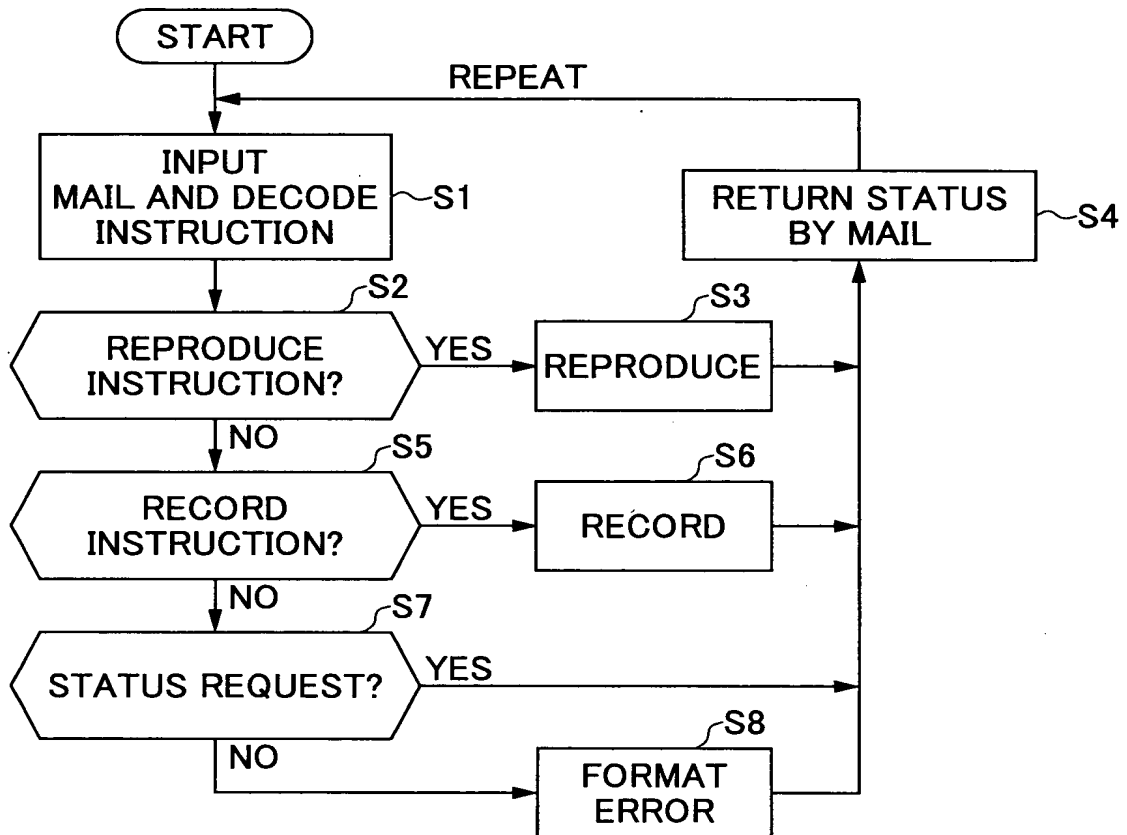 START
REPEAT
INPUT
MAIL AND DECODE
INSTRUCTION
S1
RETURN STATUS
BY MAIL
S4
S2
REPRODUCE
INSTRUCTION?
YES
S3
REPRODUCE
NO
S5
RECORD
INSTRUCTION?
YES
S6
RECORD
NO
S7
STATUS REQUEST?
YES
NO
S8
FORMAT
ERROR